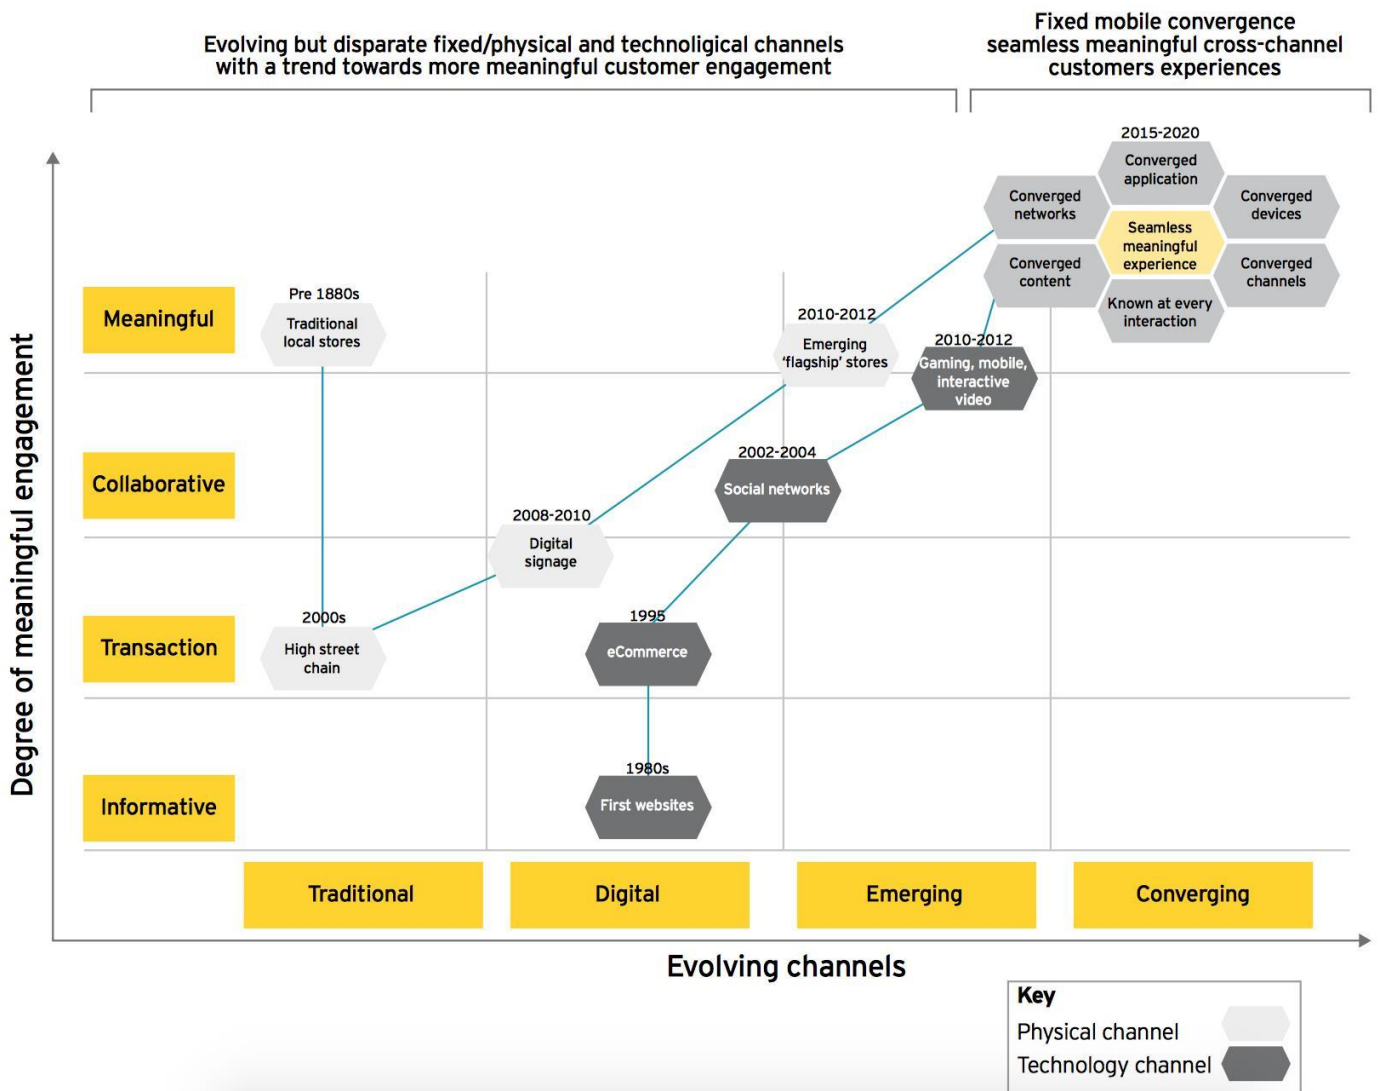 Evolving but disparate fixed/physical and technoligical channels
with a trend towards more meaningful customer engagement
Fixed mobile convergence
seamless meaningful cross-channel
customers experiences
2015-2020
Converged
application
Converged
networks
Converged
devices
Seamless
meaningful
experience
Converged
content
Converged
channels
Known at every
interaction
Degree of meaningful engagement
Meaningful
Pre 1880s
Traditional
local stores
2010-2012
Emerging
'flagship' stores
2010-2012
Gaming, mobile,
interactive
video
Collaborative
2002-2004
Social networks
2008-2010
Digital
signage
Transaction
2000s
High street
chain
1995
eCommerce
Informative
1980s
First websites
Traditional
Digital
Emerging
Converging
Evolving channels
Key
Physical channel
Technology channel